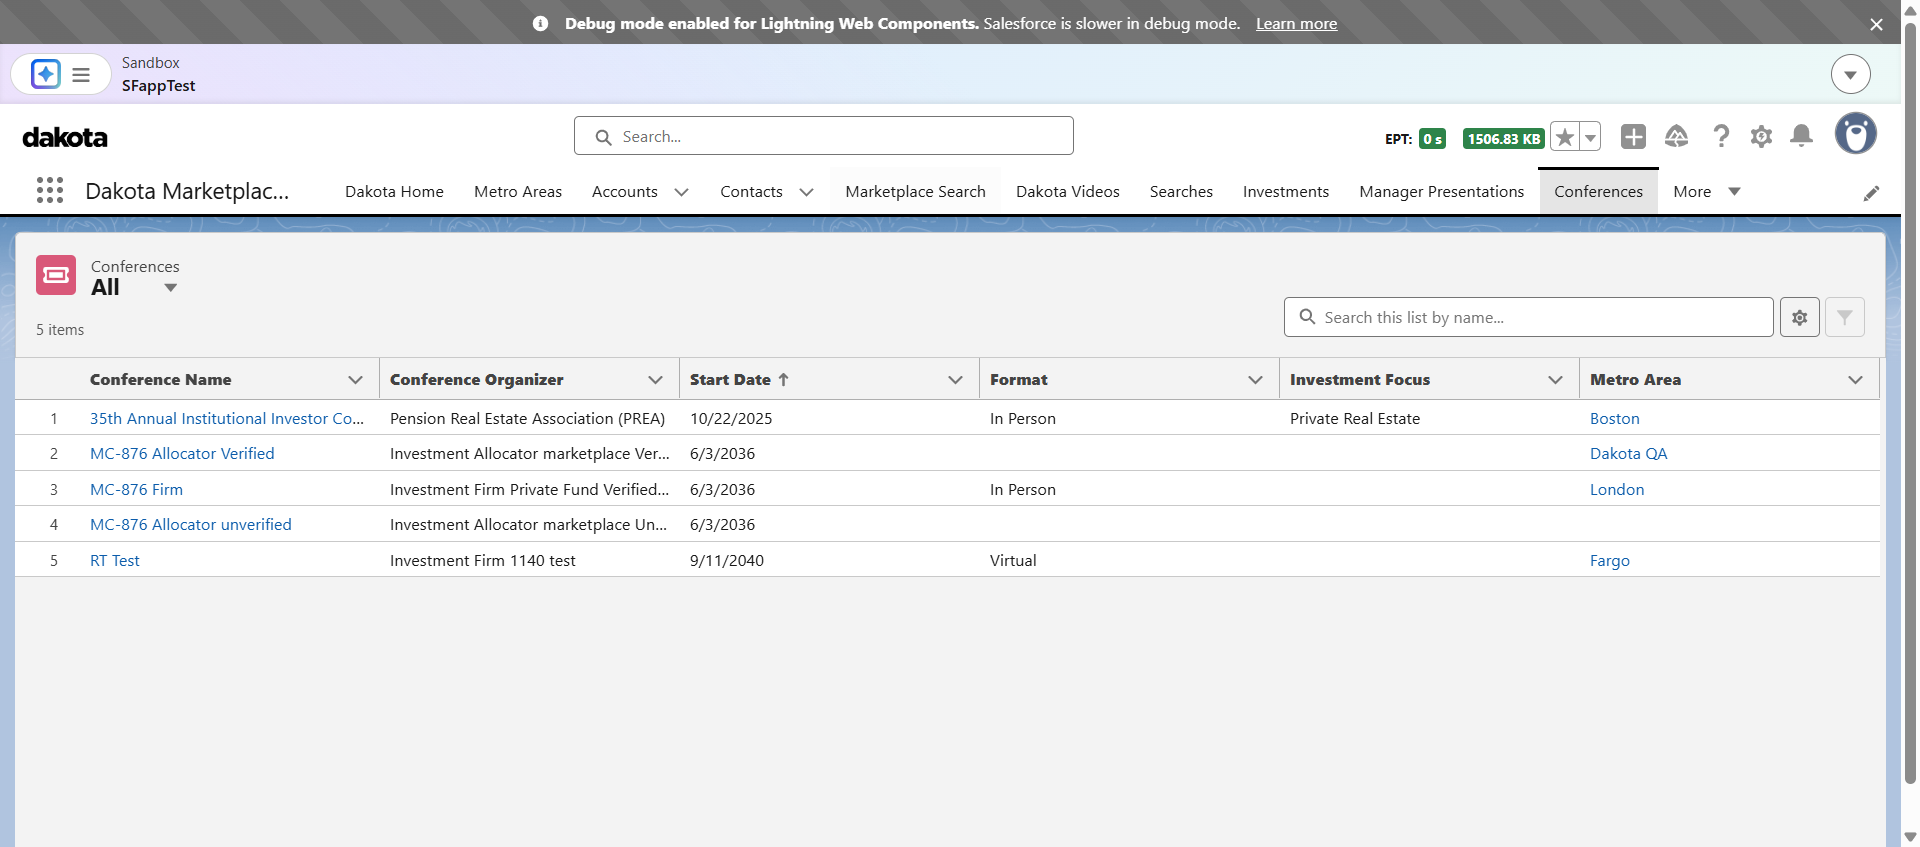 Debug mode enabled for Lightning Web Components. Salesforce is slower in debug mode. Learn more
Sandbox
SFappTest
dakota
Search...
EPT: 0 s 1506.83 KB
Dakota Marketplac... Dakota Home Metro Areas Accounts Contacts Marketplace Search Dakota Videos Searches Investments Manager Presentations Conferences More
Conferences
All
5 items
Search this list by name...
Conference Name Conference Organizer Start Date Format Investment Focus Metro Area
1 35th Annual Institutional Investor Co... Pension Real Estate Association (PREA) 10/22/2025 In Person Private Real Estate Boston
2 MC-876 Allocator Verified Investment Allocator marketplace Ver... 6/3/2036 Dakota QA
3 MC-876 Firm Investment Firm Private Fund Verified... 6/3/2036 In Person London
4 MC-876 Allocator unverified Investment Allocator marketplace Un... 6/3/2036
5 RT Test Investment Firm 1140 test 9/11/2040 Virtual Fargo